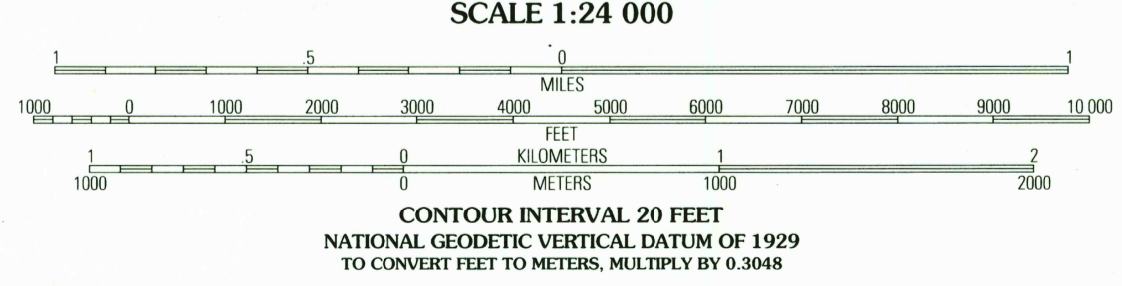 SCALE 1:24 000
1 .5 0 1
MILES
1000 0 1000 2000 3000 4000 5000 6000 7000 8000 9000 10 000
FEET
1 .5 0 KILOMETERS 1 2
1000 0 METERS 1000 2000
CONTOUR INTERVAL 20 FEET
NATIONAL GEODETIC VERTICAL DATUM OF 1929
TO CONVERT FEET TO METERS, MULTIPLY BY 0.3048